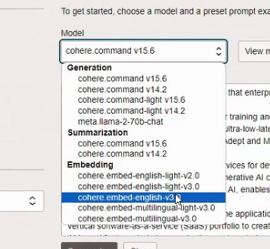 To get started, choose a model and a preset prompt exa
Model
cohere.command v15.6
View m
Generation
cohere.command v15.6
cohere.command v14.2
cohere.command-light v15.6
cohere.command-light v14.2
meta.llama-2-70b-chat
Summarization
cohere.command v15.6
cohere.command v14.2
Embedding
cohere.embed-english-light-v2.0
cohere.embed-english-light-v3.0
cohere.embed-english-v3.0
cohere.embed-multilingual-light-v3.0
cohere.embed-multilingual-v3.0
that enterp
training and
ultra-low-late
Adept and M
vices for de
erative AI c
AI, enables
e applicatio
vertical software-as-a-service (SaaS) portfolio to create